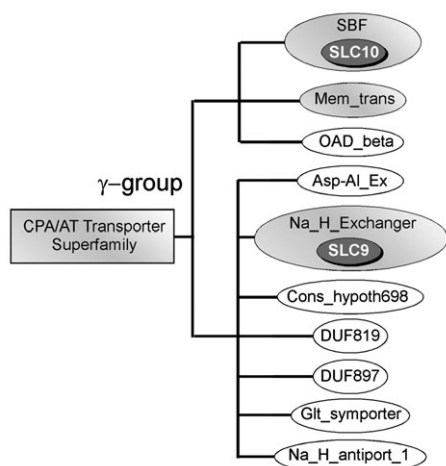 SBF
SLC10
Mem_trans
OAD_beta
γ-group
Asp-Al_Ex
CPA/AT Transporter
Superfamily
Na_H_Exchanger
SLC9
Cons_hypoth698
DUF819
DUF897
Glt_symporter
Na_H_antiport_1